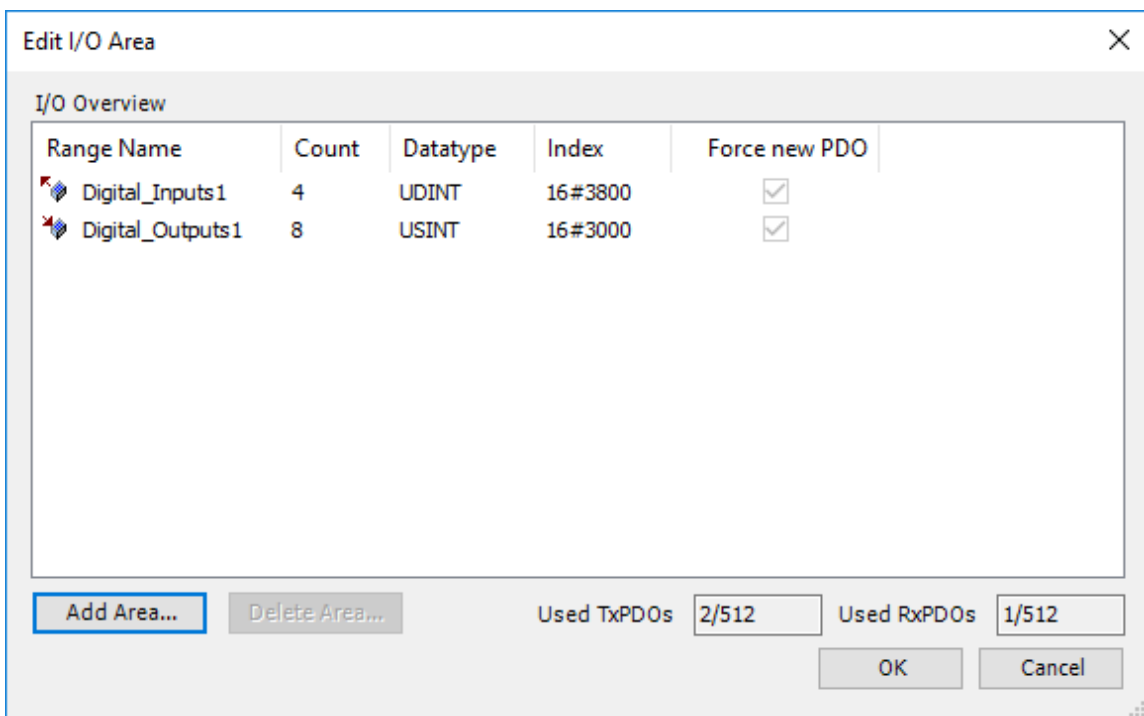 Edit I/O Area
I/O Overview
Range Name Count Datatype Index Force new PDO
Digital_Inputs1 4 UDINT 16#3800
Digital_Outputs1 8 USINT 16#3000
Add Area... Delete Area... Used TxPDOs 2/512 Used RxPDOs 1/512
OK Cancel